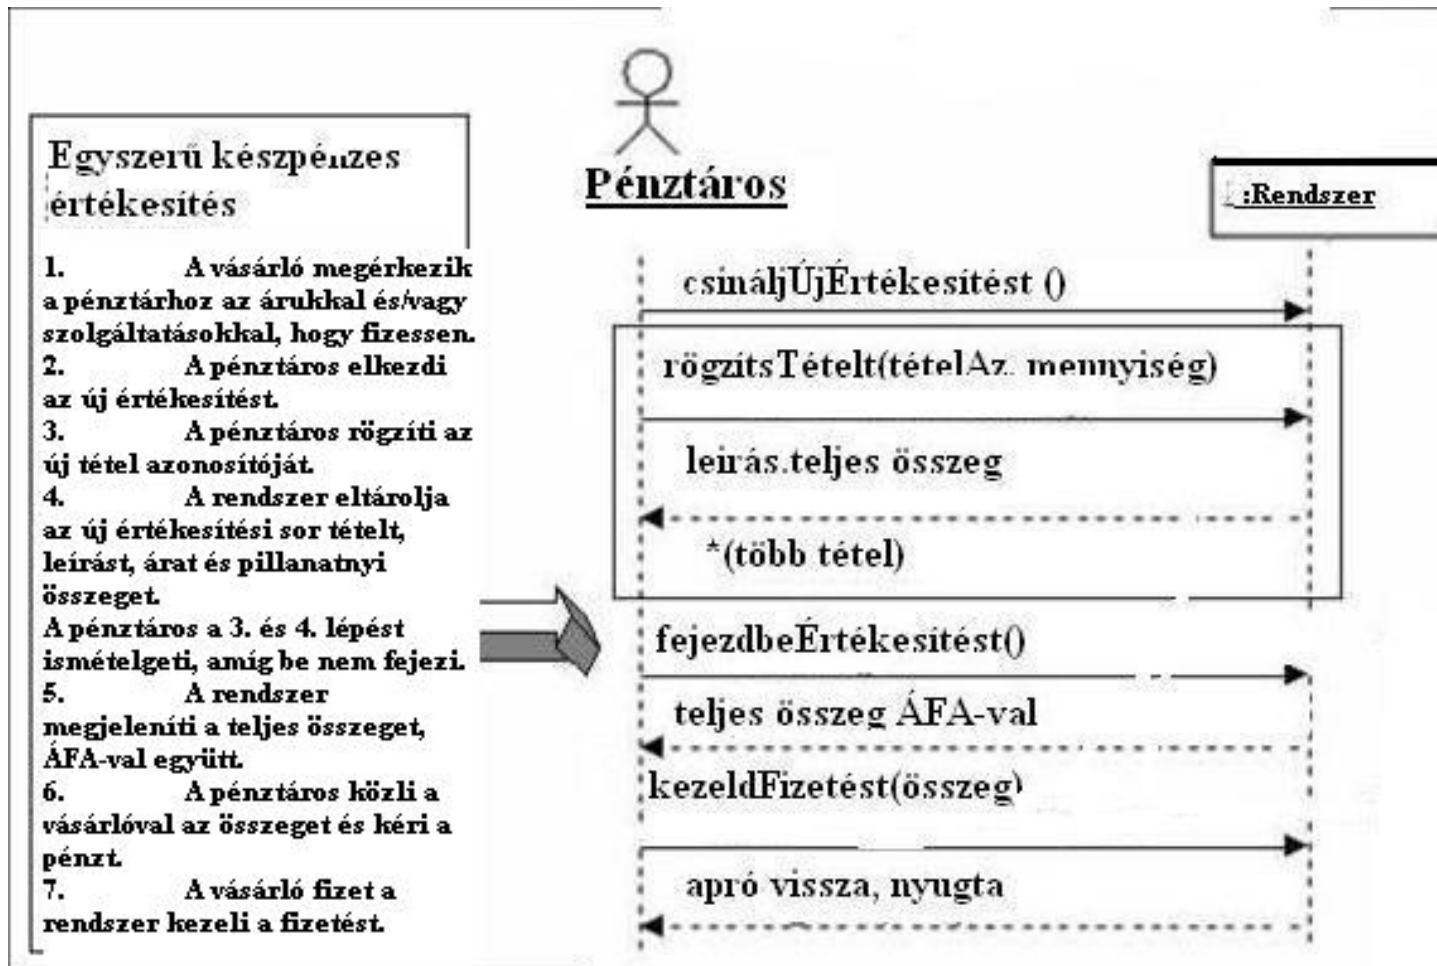 Egyszerű készpénzes
értékesítés
1. A vásárló megérkezik
a pénztárhoz az árukkal és/vagy
szolgáltatásokkal, hogy fizessen.
2. A pénztáros elkezdi
az új értékesítést.
3. A pénztáros rögzíti az
új tétel azonosítóját.
4. A rendszer eltárolja
az új értékesítési sor tételt,
leírást, árat és pillanatnyi
összeget.
A pénztáros a 3. és 4. lépést
ismételgeti, amíg be nem fejezi.
5. A rendszer
megjeleníti a teljes összeget,
ÁFA-val együtt.
6. A pénztáros közli a
vásárlóval az összeget és kéri a
pénzt.
7. A vásárló fizet a
rendszer kezeli a fizetést.
Pénztáros
:Rendszer
csináljÚjÉrtékesítést ()
rögzítsTételt(tételAz. mennyiség)
leírás.teljes összeg
*(több tétel)
fejezdbeÉrtékesítést()
teljes összeg ÁFA-val
kezeldFizetést(összeg)
apró vissza, nyugta